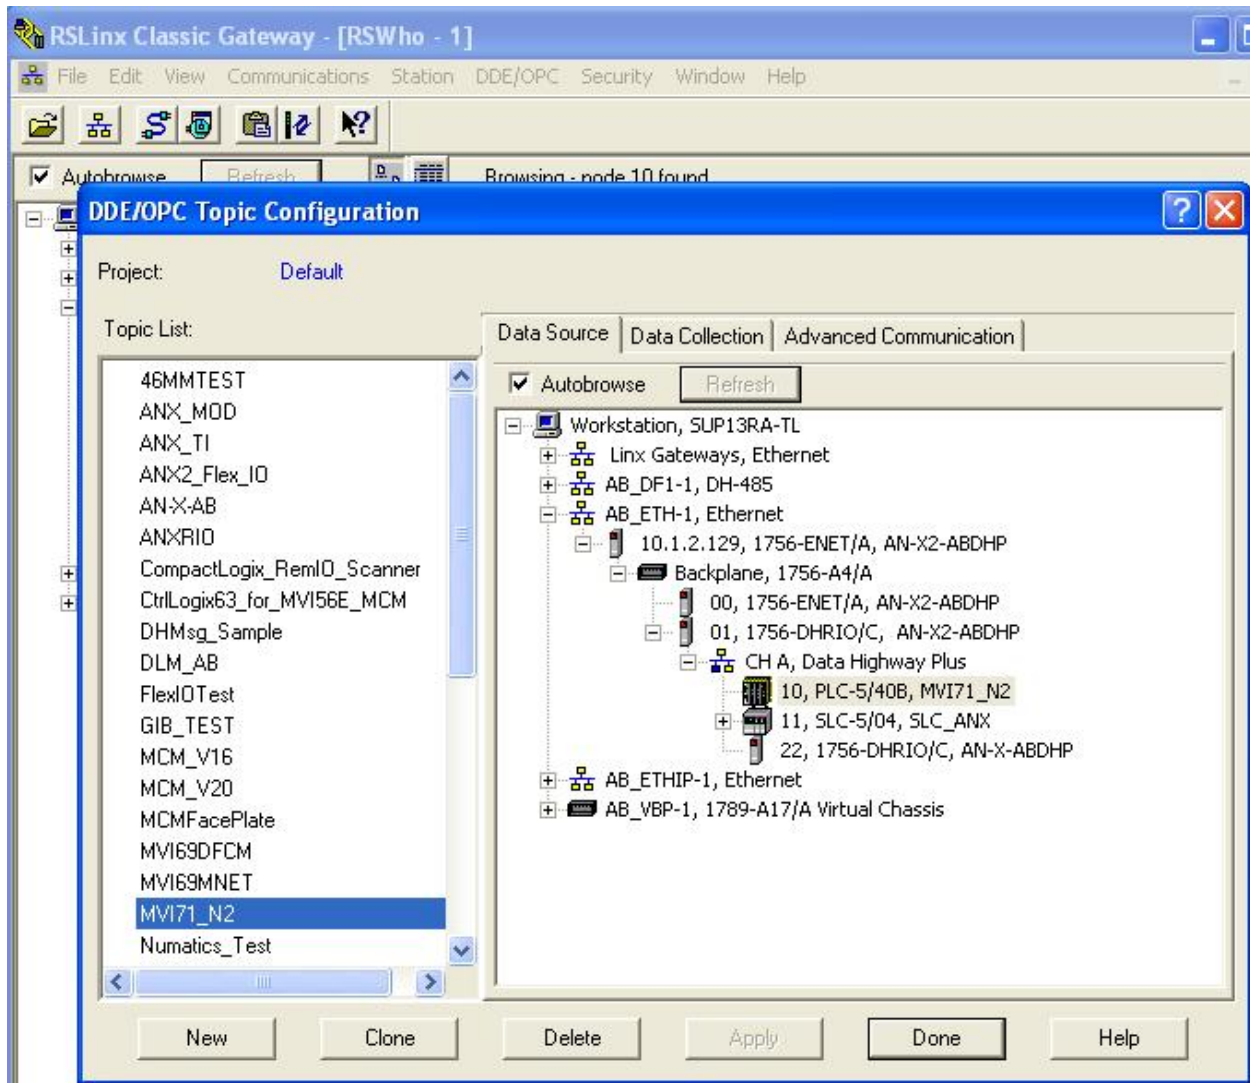 RSLinx Classic Gateway - [RSWho - 1]
File Edit View Communications Station DDE/OPC Security Window Help
Autobrowse Refresh Browsing - node 10 found
DDE/OPC Topic Configuration
Project: Default
Topic List:
46MMTEST
ANX_MOD
ANX_TI
ANX2_Flex_IO
AN-X-AB
ANXRIO
CompactLogix_RemIO_Scanner
CtrlLogix63_for_MVI56E_MCM
DHMsg_Sample
DLM_AB
FlexIOTest
GIB_TEST
MCM_V16
MCM_V20
MCMFacePlate
MVI69DFCM
MVI69MNET
MVI71_N2
Numatics_Test
Data Source Data Collection Advanced Communication
Autobrowse Refresh
Workstation, SUP13RA-TL
Linx Gateways, Ethernet
AB_DF1-1, DH-485
AB_ETH-1, Ethernet
10.1.2.129, 1756-ENET/A, AN-X2-ABDHP
Backplane, 1756-A4/A
00, 1756-ENET/A, AN-X2-ABDHP
01, 1756-DHRIO/C, AN-X2-ABDHP
CH A, Data Highway Plus
10, PLC-5/40B, MVI71_N2
11, SLC-5/04, SLC_ANX
22, 1756-DHRIO/C, AN-X-ABDHP
AB_ETHIP-1, Ethernet
AB_VBP-1, 1789-A17/A Virtual Chassis
New Clone Delete Apply Done Help